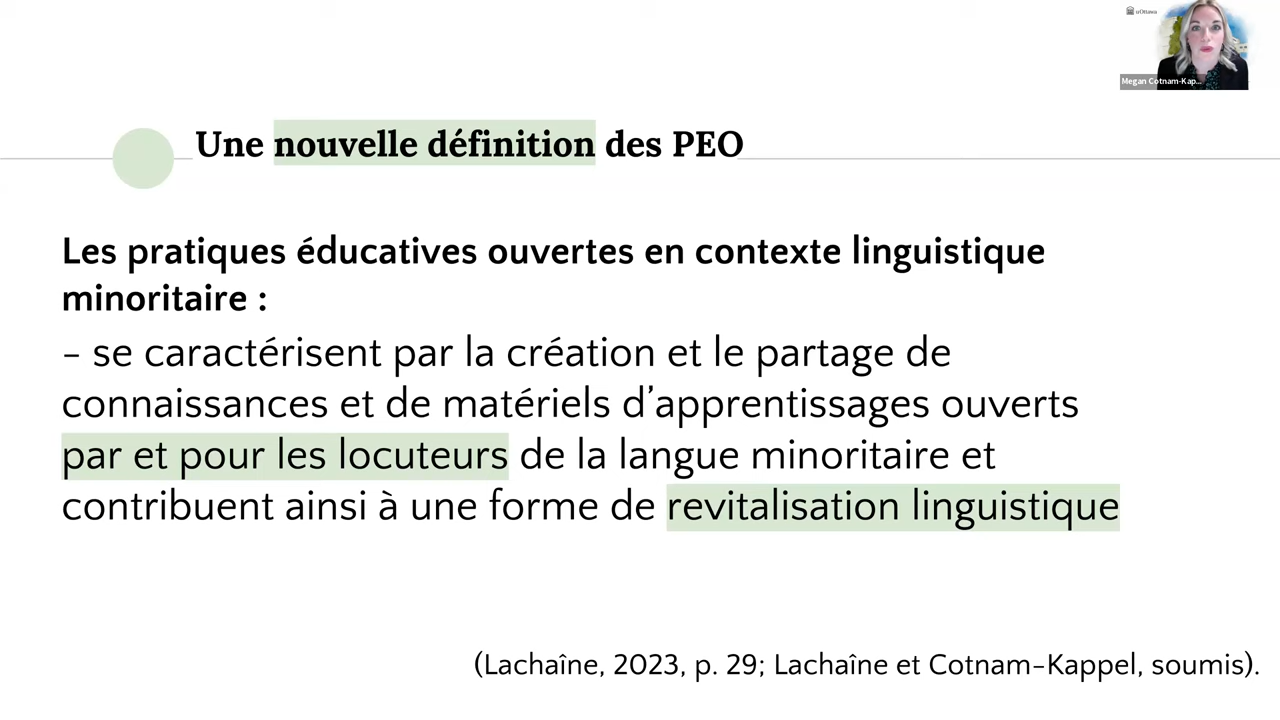 uOttawa
Megan Cotnam-Kap...
Une nouvelle définition des PEO
Les pratiques éducatives ouvertes en contexte linguistique
minoritaire :
– se caractérisent par la création et le partage de
connaissances et de matériels d’apprentissages ouverts
par et pour les locuteurs de la langue minoritaire et
contribuent ainsi à une forme de revitalisation linguistique
(Lachaîne, 2023, p. 29; Lachaîne et Cotnam-Kappel, soumis).